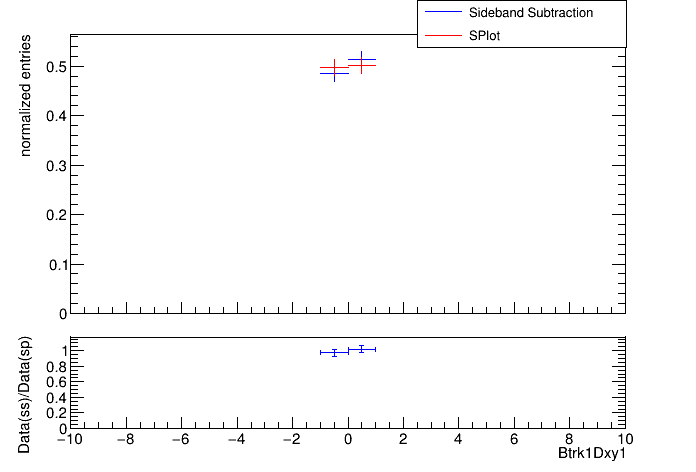 Sideband Subtraction
SPlot
normalized entries
0.5
0.4
0.3
0.2
0.1
0
Data(ss)/Data(sp)
1
0.8
0.6
0.4
0.2
0
−10 −8 −6 −4 −2 0 2 4 6 8 10
Btrk1Dxy1